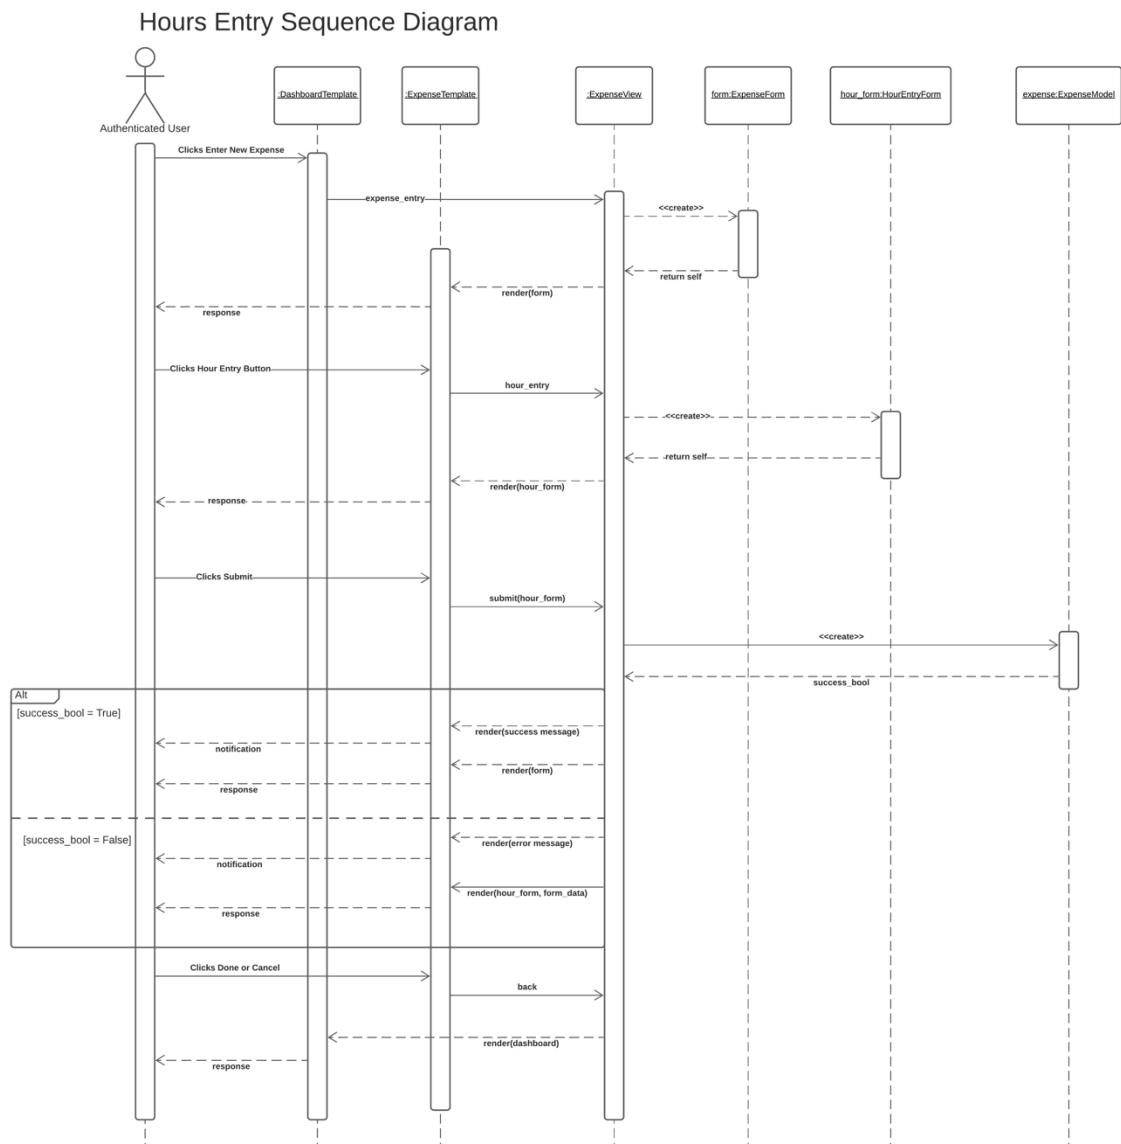 Hours Entry Sequence Diagram
Authenticated User
:DashboardTemplate
:ExpenseTemplate
:ExpenseView
form:ExpenseForm
hour_form:HourEntryForm
expense:ExpenseModel
Clicks Enter New Expense
expense_entry
<<create>>
return self
render(form)
response
Clicks Hour Entry Button
hour_entry
<<create>>
return self
render(hour_form)
response
Clicks Submit
submit(hour_form)
<<create>>
success_bool
Alt
[success_bool = True]
render(success message)
notification
render(form)
response
[success_bool = False]
render(error message)
notification
render(hour_form, form_data)
response
Clicks Done or Cancel
back
render(dashboard)
response